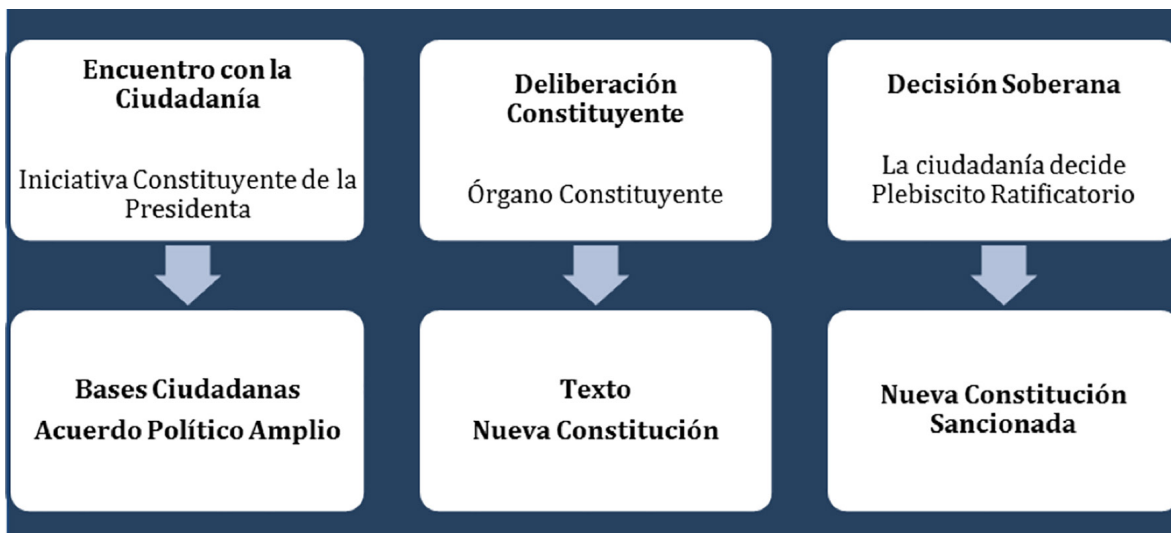 Encuentro con la
Ciudadanía
Iniciativa Constituyente de la
Presidenta
Bases Ciudadanas
Acuerdo Político Amplio
Deliberación
Constituyente
Órgano Constituyente
Texto
Nueva Constitución
Decisión Soberana
La ciudadanía decide
Plebiscito Ratificatorio
Nueva Constitución
Sancionada